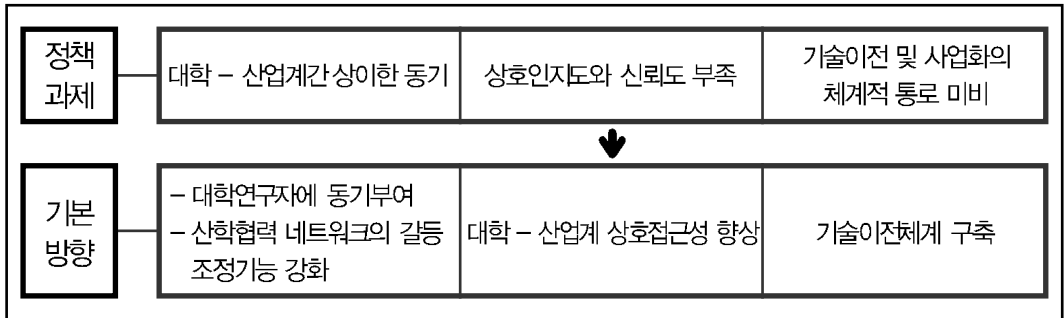 정책
과제
대학 – 산업계간 상이한 동기
상호인지도와 신뢰도 부족
기술이전 및 사업화의
체계적 통로 미비
기본
방향
– 대학연구자에 동기부여
– 산학협력 네트워크의 갈등
조정기능 강화
대학 – 산업계 상호접근성 향상
기술이전체계 구축